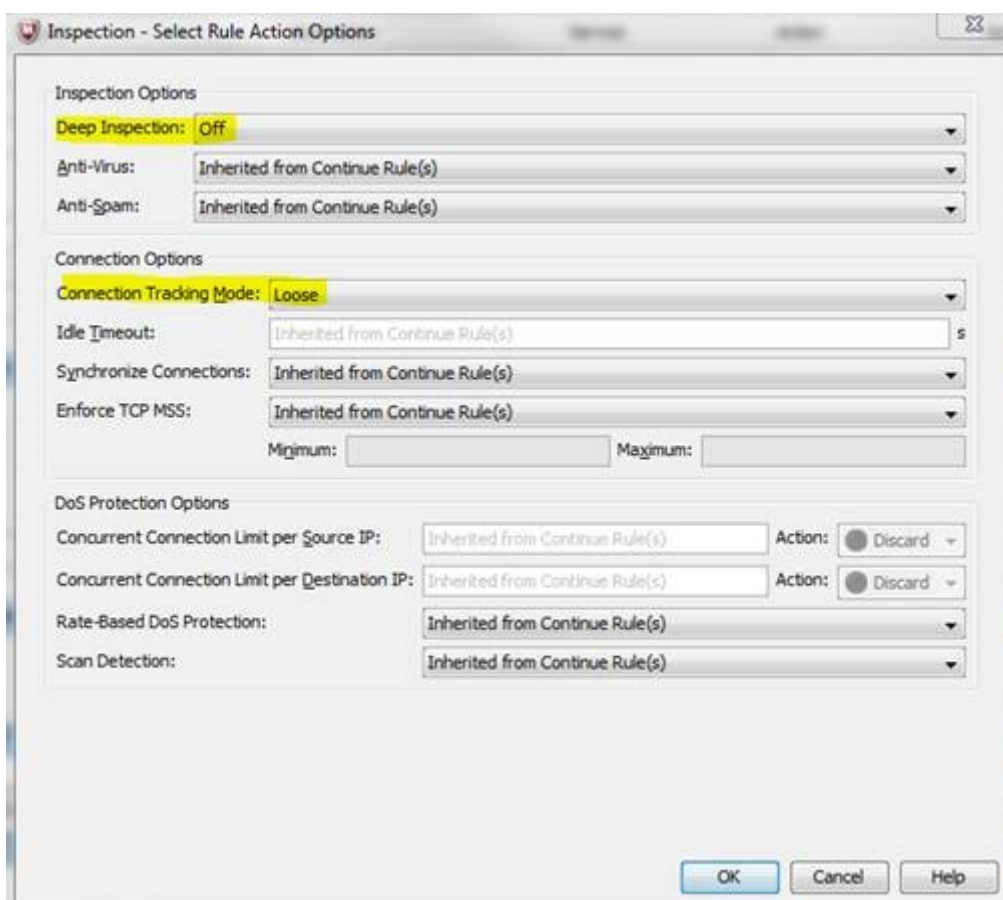 Inspection - Select Rule Action Options
Inspection Options
Deep Inspection: Off
Anti-Virus: Inherited from Continue Rule(s)
Anti-Spam: Inherited from Continue Rule(s)
Connection Options
Connection Tracking Mode: Loose
Idle Timeout: Inherited from Continue Rule(s) s
Synchronize Connections: Inherited from Continue Rule(s)
Enforce TCP MSS: Inherited from Continue Rule(s)
Minimum: Maximum:
DoS Protection Options
Concurrent Connection Limit per Source IP: Inherited from Continue Rule(s) Action: Discard
Concurrent Connection Limit per Destination IP: Inherited from Continue Rule(s) Action: Discard
Rate-Based DoS Protection: Inherited from Continue Rule(s)
Scan Detection: Inherited from Continue Rule(s)
OK Cancel Help